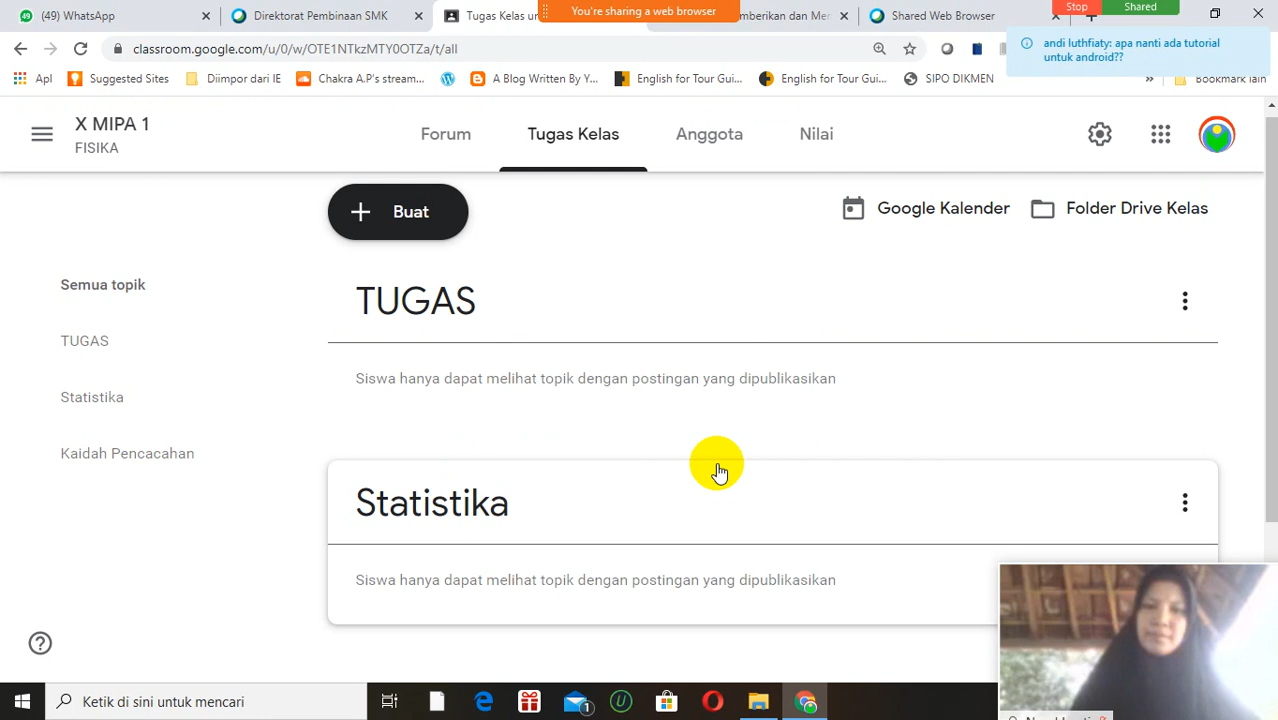 (49) WhatsApp
Direktorat Pembinaan SMK
Tugas Kelas un
You're sharing a web browser
mberikan dan Mer
Shared Web Browser
Stop
Shared
classroom.google.com/u/0/w/OTE1NTkzMTY0OTZa/t/all
andi luthfiaty: apa nanti ada tutorial
untuk android??
Apl
Suggested Sites
Diimpor dari IE
Chakra A.P's stream...
A Blog Written By Y...
English for Tour Gui...
English for Tour Gui...
SIPO DIKMEN
»
Bookmark lain
X MIPA 1
FISIKA
Forum
Tugas Kelas
Anggota
Nilai
Buat
Google Kalender
Folder Drive Kelas
Semua topik
TUGAS
Statistika
Kaidah Pencacahan
TUGAS
Siswa hanya dapat melihat topik dengan postingan yang dipublikasikan
Statistika
Siswa hanya dapat melihat topik dengan postingan yang dipublikasikan
Ketik di sini untuk mencari
1